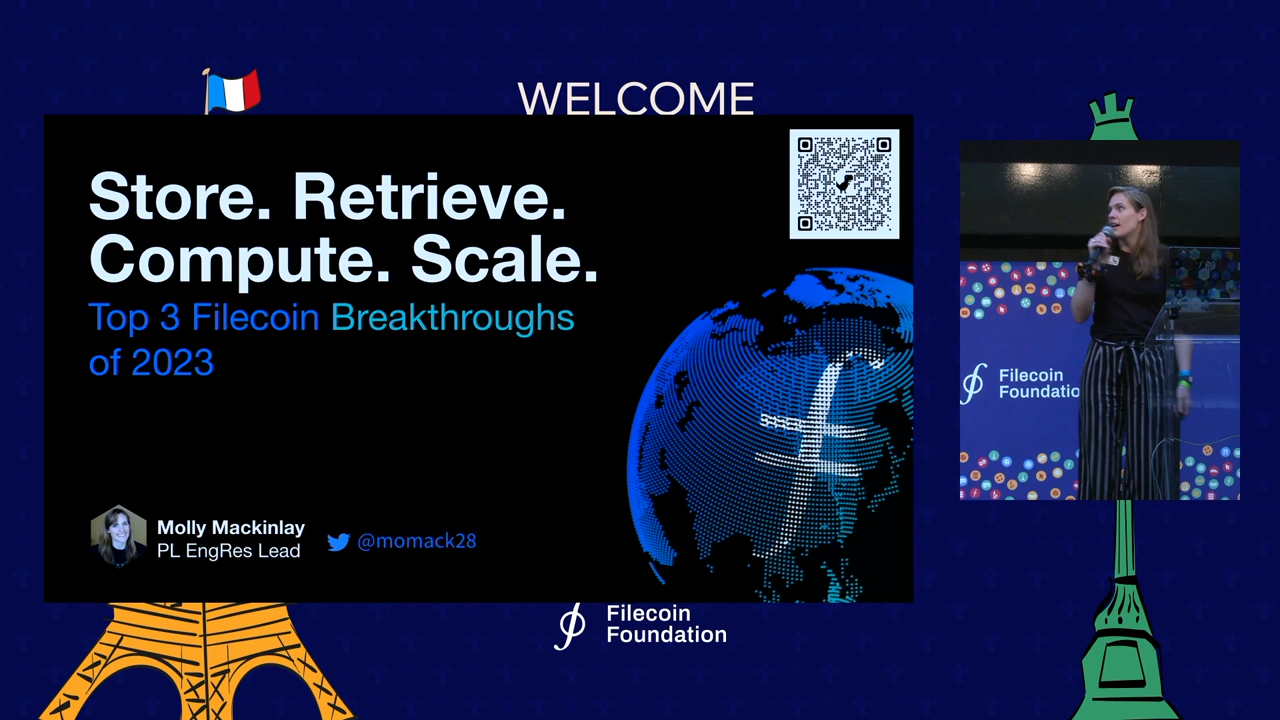 WELCOME
Store. Retrieve.
Compute. Scale.
Top 3 Filecoin Breakthroughs
of 2023
Molly Mackinlay
PL EngRes Lead
@momack28
Filecoin
Foundation
Filecoin
Foundatio